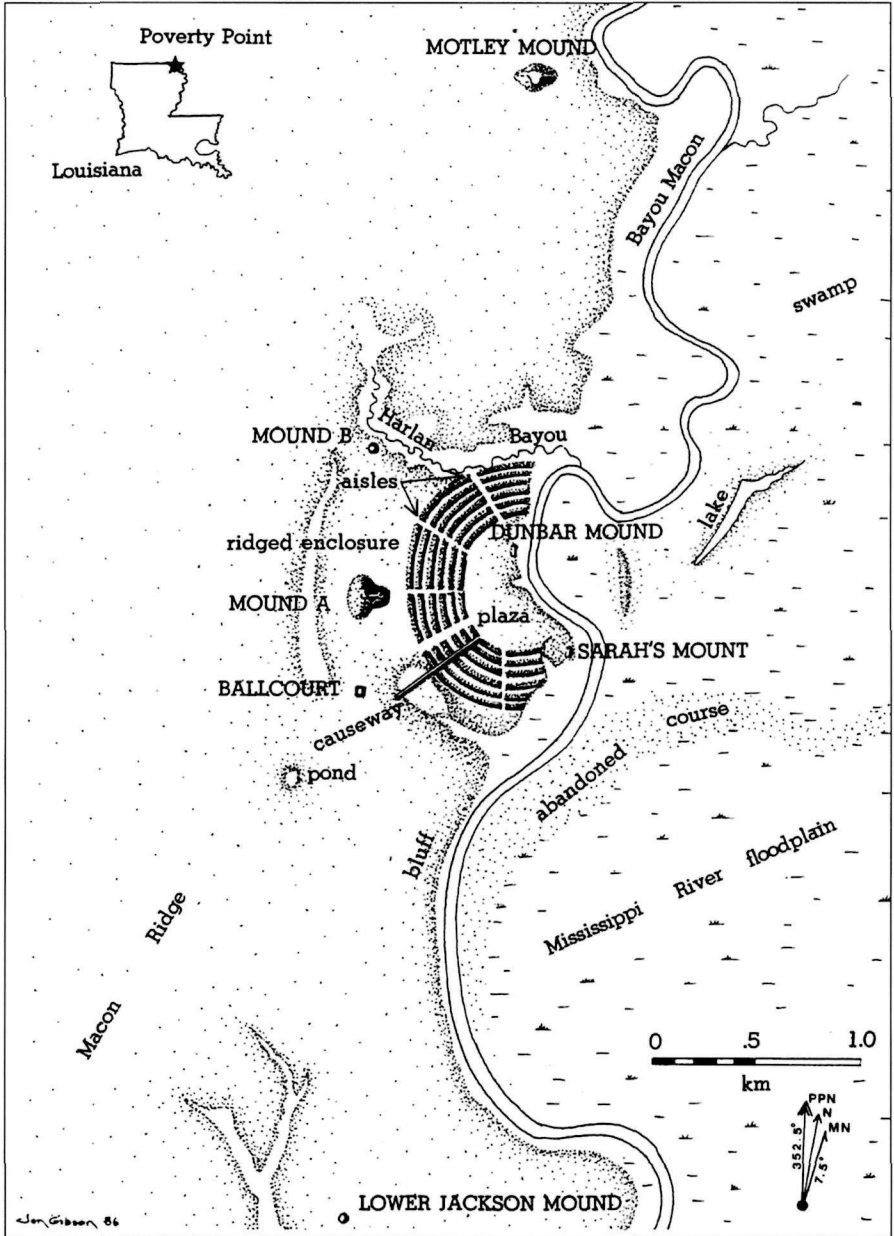 Poverty Point
Louisiana
MOTLEY MOUND
Bayou Macon
swamp
Harlan Bayou
MOUND B
aisles
lake
DUNBAR MOUND
ridged enclosure
MOUND A
plaza
SARAH'S MOUNT
BALLCOURT
causeway
course
abandoned
pond
bluff
Mississippi River floodplain
Macon Ridge
0 .5 1.0
km
PPN
N
MN
352.5°
7.5°
LOWER JACKSON MOUND
Jon Gibson 86